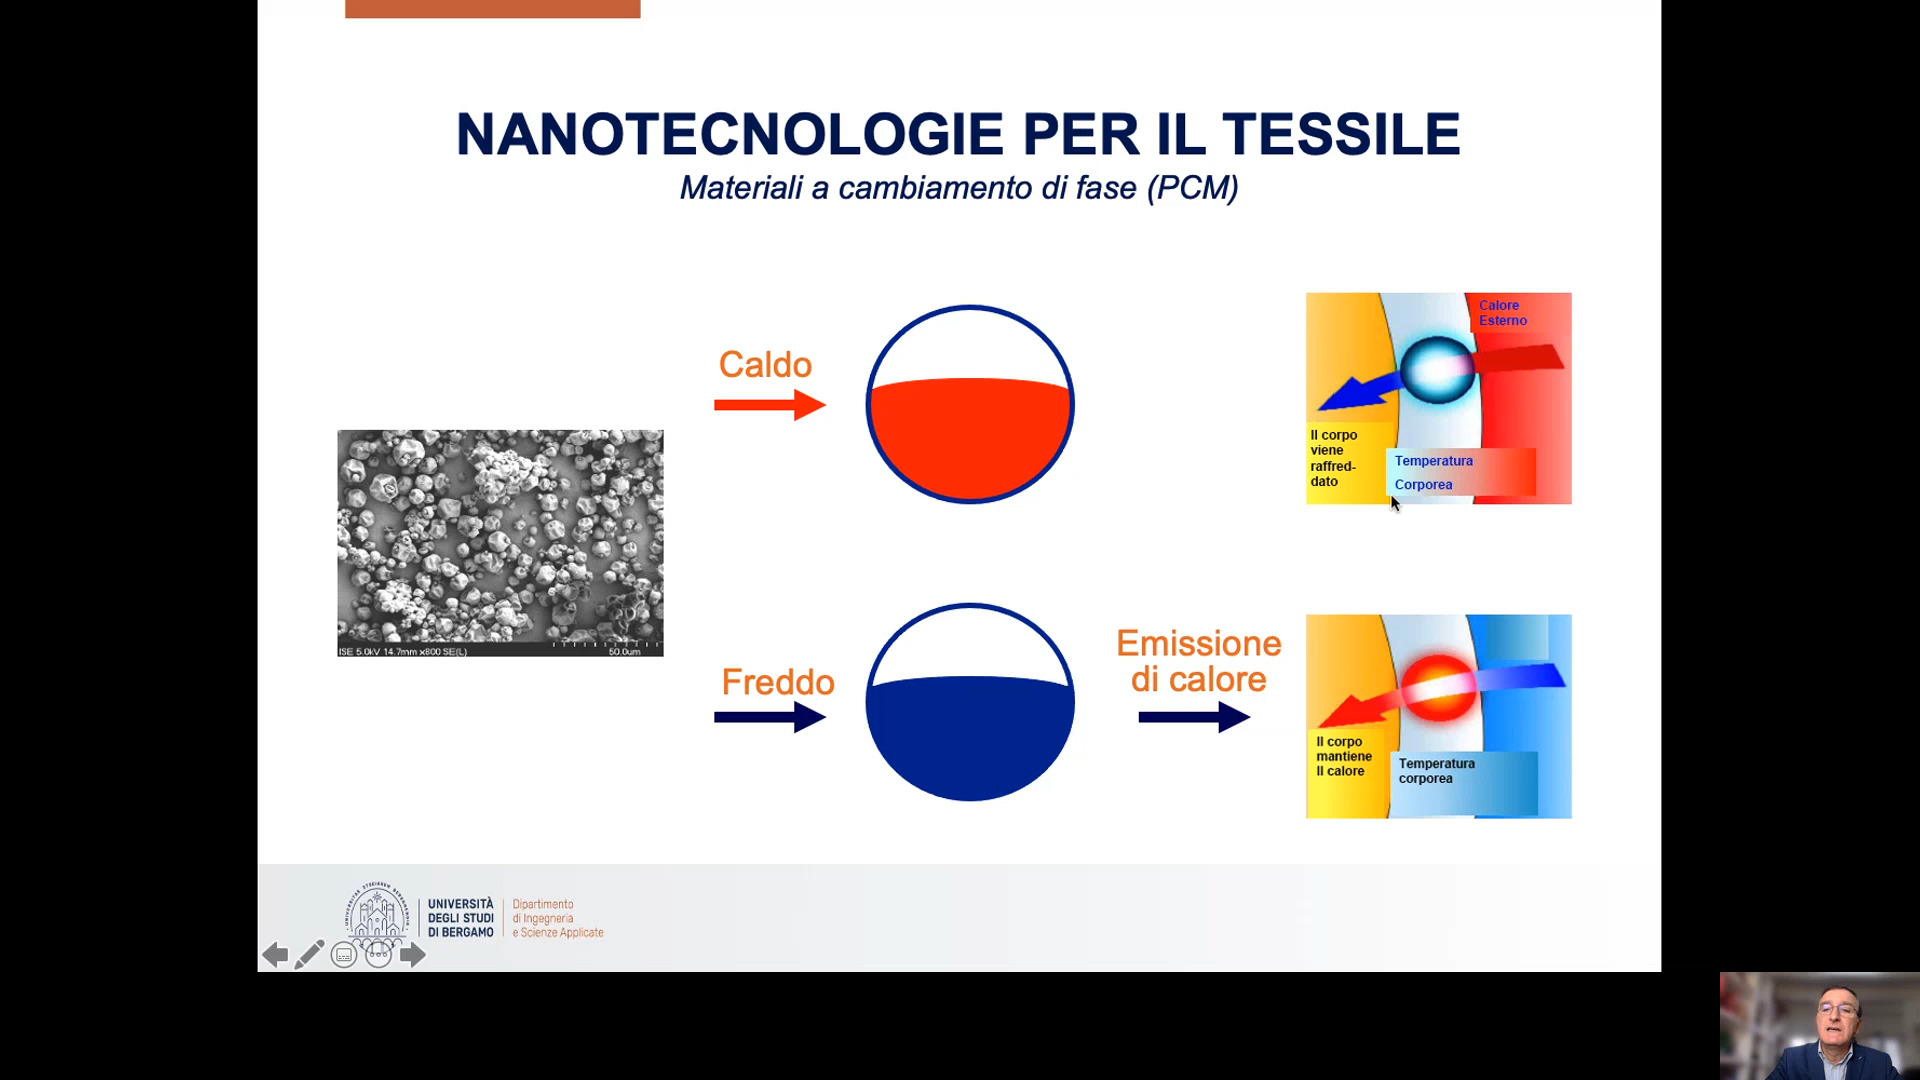 NANOTECNOLOGIE PER IL TESSILE
Materiali a cambiamento di fase (PCM)
Caldo
Calore
Esterno
Il corpo
viene
raffred-
dato
Temperatura
Corporea
ISE 5.0kV 14.7mm x800 SE(L)
50.0um
Freddo
Emissione
di calore
Il corpo
mantiene
Il calore
Temperatura
corporea
UNIVERSITÀ
DEGLI STUDI
DI BERGAMO
Dipartimento
di Ingegneria
e Scienze Applicate